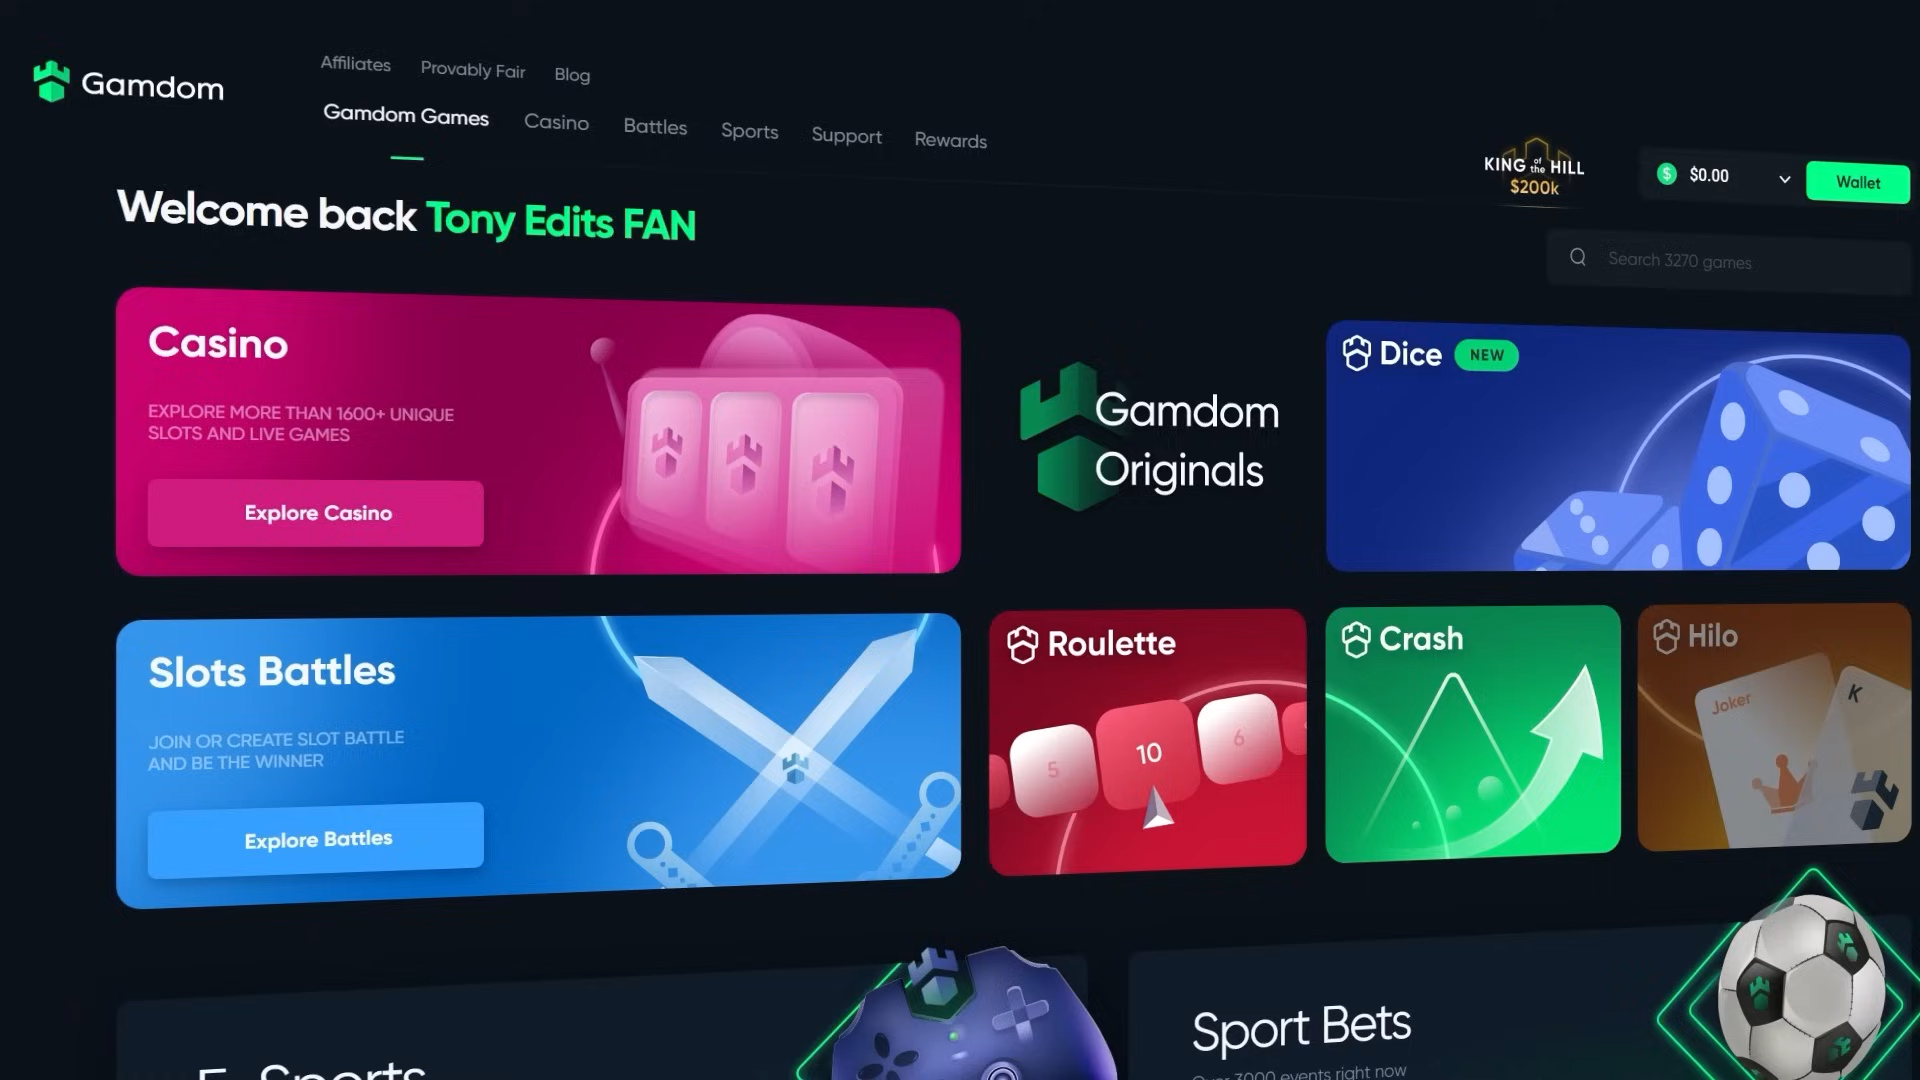 Gamdom
Affiliates
Provably Fair
Blog
Gamdom Games
Casino
Battles
Sports
Support
Rewards
KING of the HILL
$200k
$
$0.00
Wallet
Welcome back Tony Edits FAN
Search 3270 games
Casino
EXPLORE MORE THAN 1600+ UNIQUE
SLOTS AND LIVE GAMES
Explore Casino
Gamdom
Originals
Dice
NEW
Slots Battles
JOIN OR CREATE SLOT BATTLE
AND BE THE WINNER
Explore Battles
Roulette
5
10
6
Crash
Hilo
Joker
K
E-Sports
Sport Bets
Over 3000 events right now